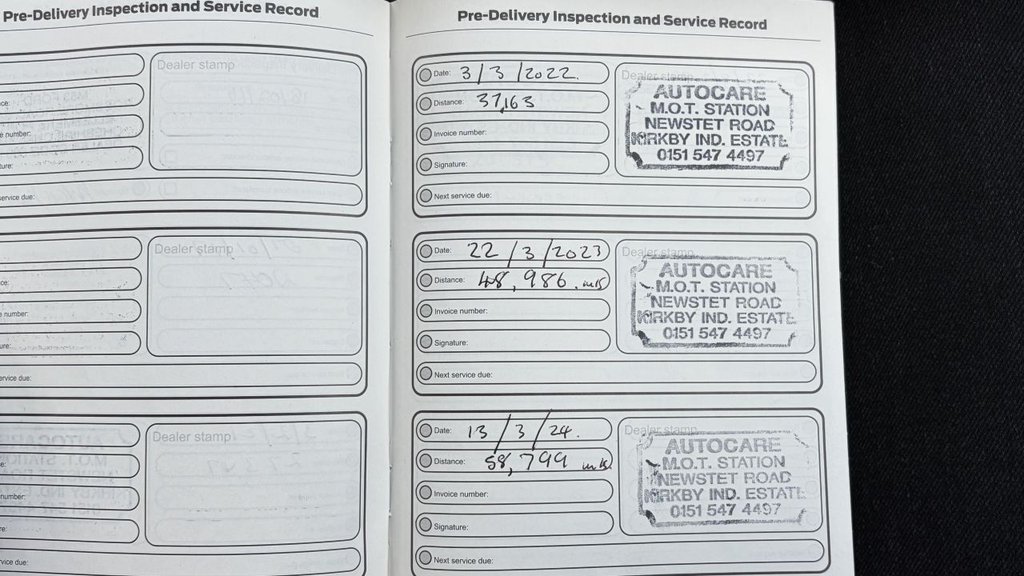 Pre-Delivery Inspection and Service Record
Dealer stamp
number:
service due:
Dealer stamp
number:
service due:
Dealer stamp
number:
service due:
Pre-Delivery Inspection and Service Record
Date: 3/3/2022.
Distance: 37,163
Invoice number:
Signature:
Next service due:
Dealer stamp
AUTOCARE
M.O.T. STATION
NEWSTET ROAD
KIRKBY IND. ESTATE
0151 547 4497
Date: 22/3/2023
Distance: 48,986. mls
Invoice number:
Signature:
Next service due:
Dealer stamp
AUTOCARE
M.O.T. STATION
NEWSTET ROAD
KIRKBY IND. ESTATE
0151 547 4497
Date: 13/3/24.
Distance: 58,799 mls
Invoice number:
Signature:
Next service due:
Dealer stamp
AUTOCARE
M.O.T. STATION
NEWSTET ROAD
KIRKBY IND. ESTATE
0151 547 4497